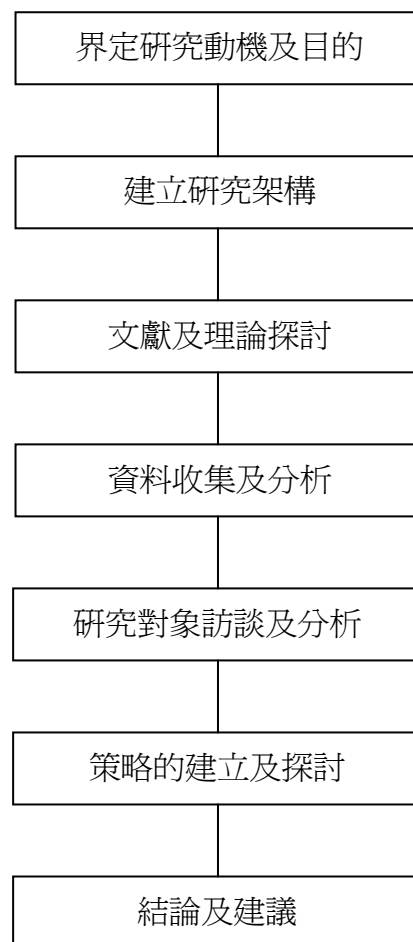 界定研究動機及目的
建立研究架構
文獻及理論探討
資料收集及分析
研究對象訪談及分析
策略的建立及探討
結論及建議